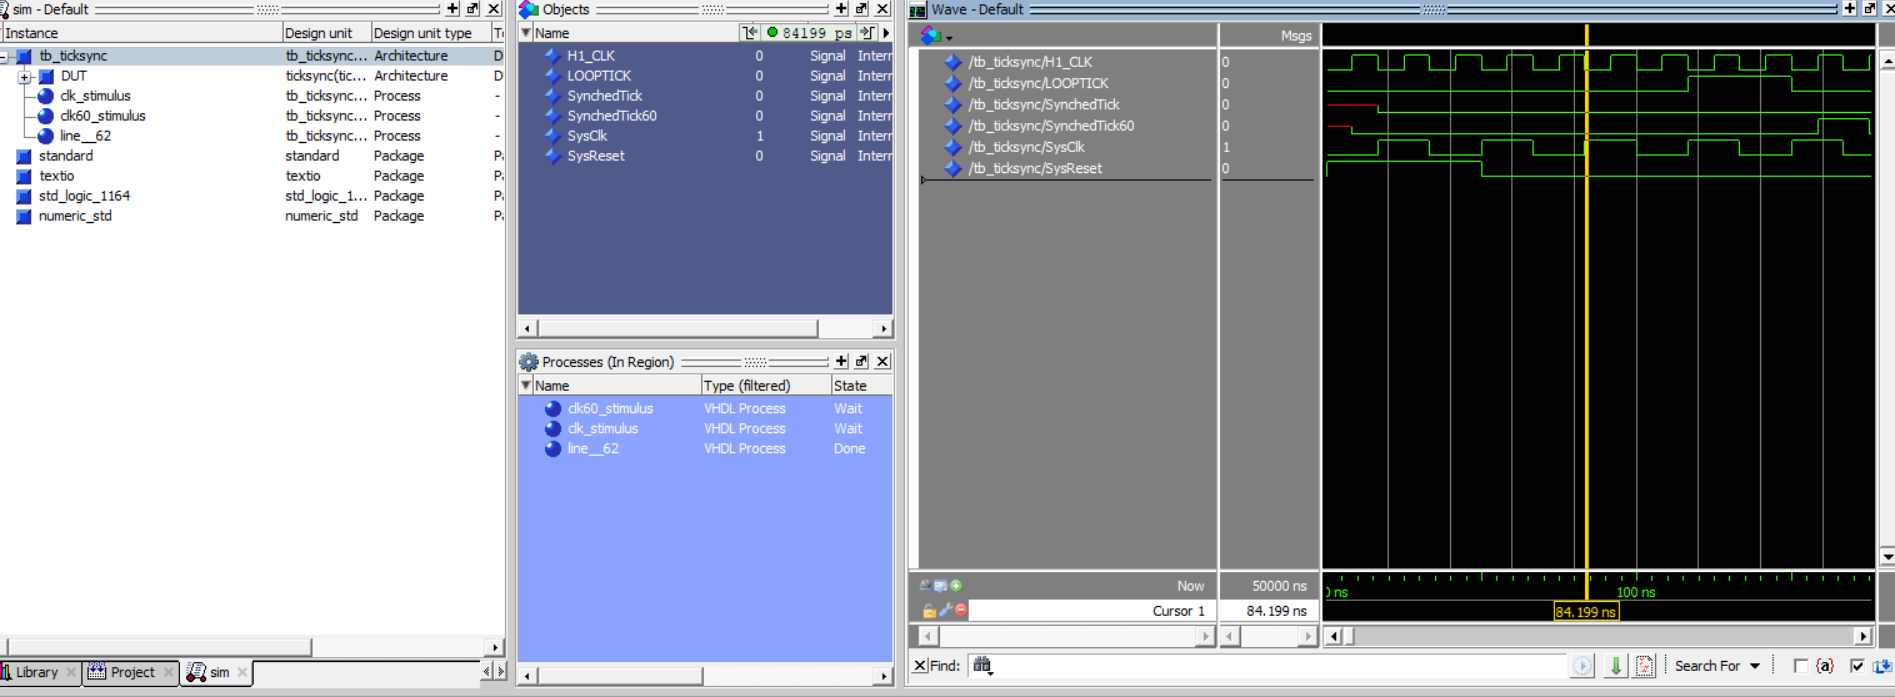 sim - Default
Instance Design unit Design unit type
tb_ticksync tb_ticksync... Architecture D
DUT ticksync(tic... Architecture D
clk_stimulus tb_ticksync... Process -
clk60_stimulus tb_ticksync... Process -
line__62 tb_ticksync... Process -
standard standard Package
textio textio Package
std_logic_1164 std_logic_1... Package
numeric_std numeric_std Package
Library Project sim
Objects
Name 84199 ps
H1_CLK 0 Signal Interr
LOOPTICK 0 Signal Interr
SynchedTick 0 Signal Interr
SynchedTick60 0 Signal Interr
SysClk 1 Signal Interr
SysReset 0 Signal Interr
Processes (In Region)
Name Type (filtered) State
clk60_stimulus VHDL Process Wait
clk_stimulus VHDL Process Wait
line__62 VHDL Process Done
Wave - Default
Msgs
/tb_ticksync/H1_CLK 0
/tb_ticksync/LOOPTICK 0
/tb_ticksync/SynchedTick 0
/tb_ticksync/SynchedTick60 0
/tb_ticksync/SysClk 1
/tb_ticksync/SysReset 0
Now 50000 ns
ns 100 ns
Cursor 1 84.199 ns
84.199 ns
Find: Search For {a}